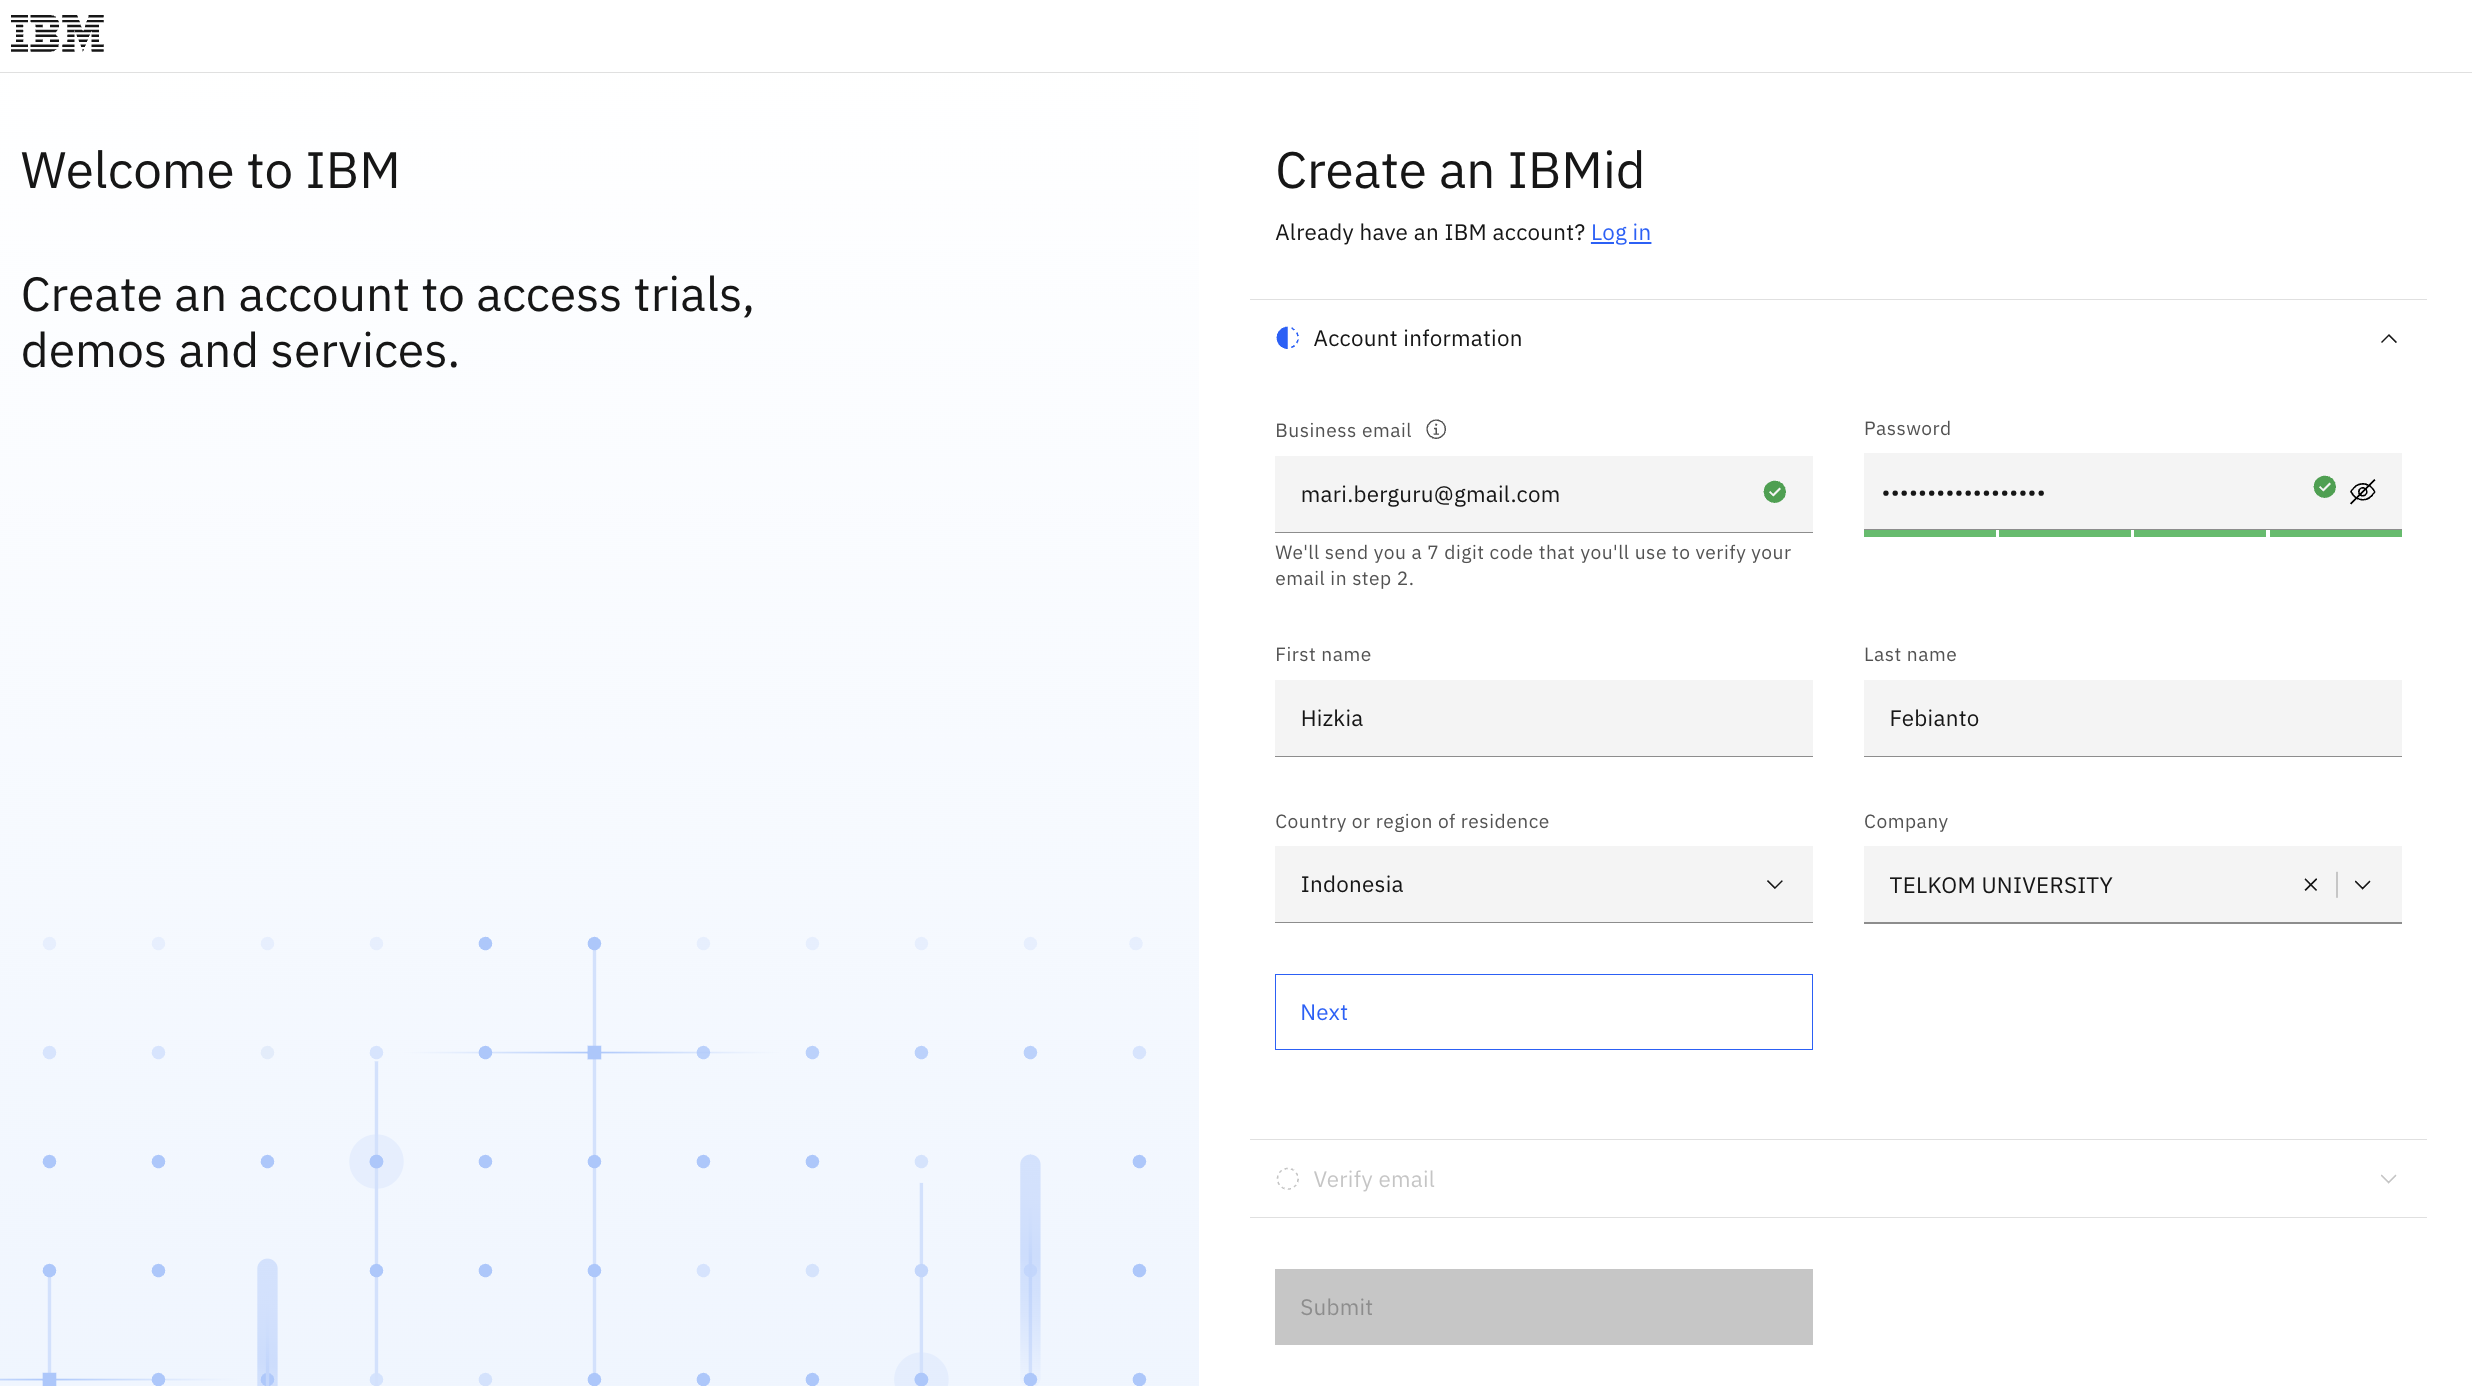 IBM
Welcome to IBM
Create an account to access trials,
demos and services.
Create an IBMid
Already have an IBM account? Log in
Account information
Business email
mari.berguru@gmail.com
We'll send you a 7 digit code that you'll use to verify your
email in step 2.
Password
••••••••••••••••••
First name
Hizkia
Last name
Febianto
Country or region of residence
Indonesia
Company
TELKOM UNIVERSITY
Next
Verify email
Submit